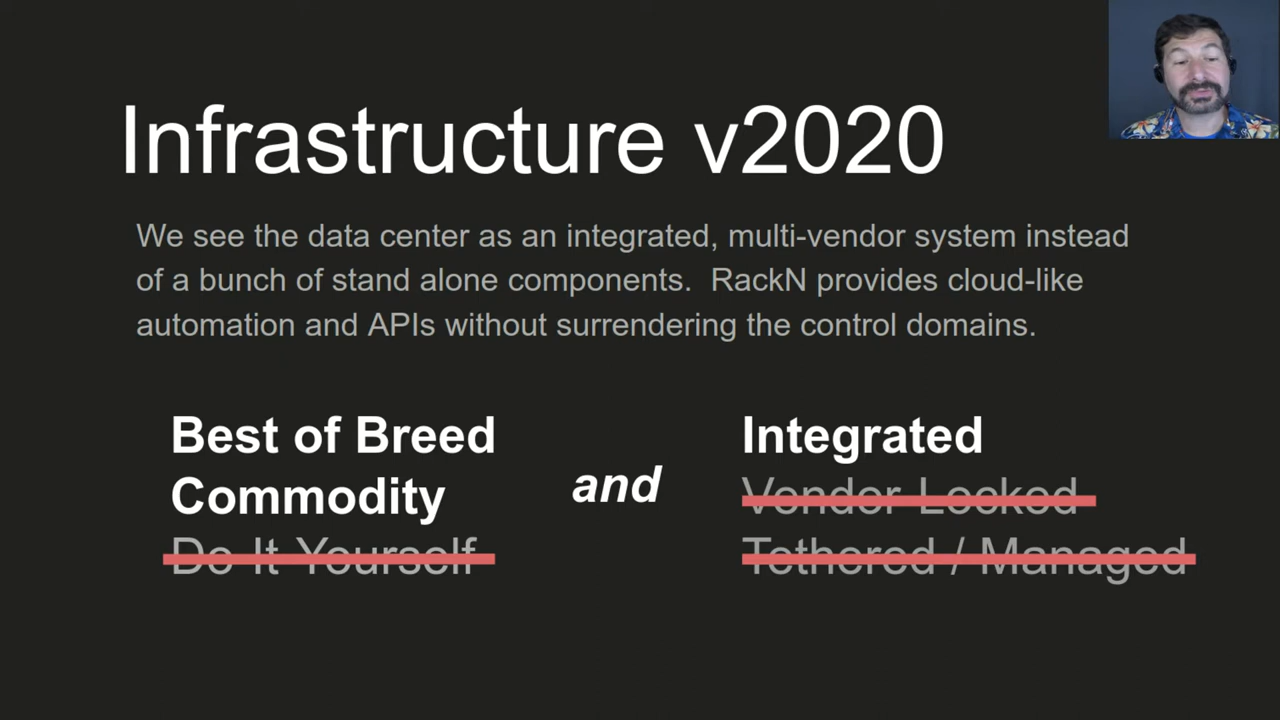 Infrastructure v2020
We see the data center as an integrated, multi-vendor system instead
of a bunch of stand alone components. RackN provides cloud-like
automation and APIs without surrendering the control domains.
Best of Breed
Commodity
Do It Yourself
and
Integrated
Vendor Locked
Tethered / Managed